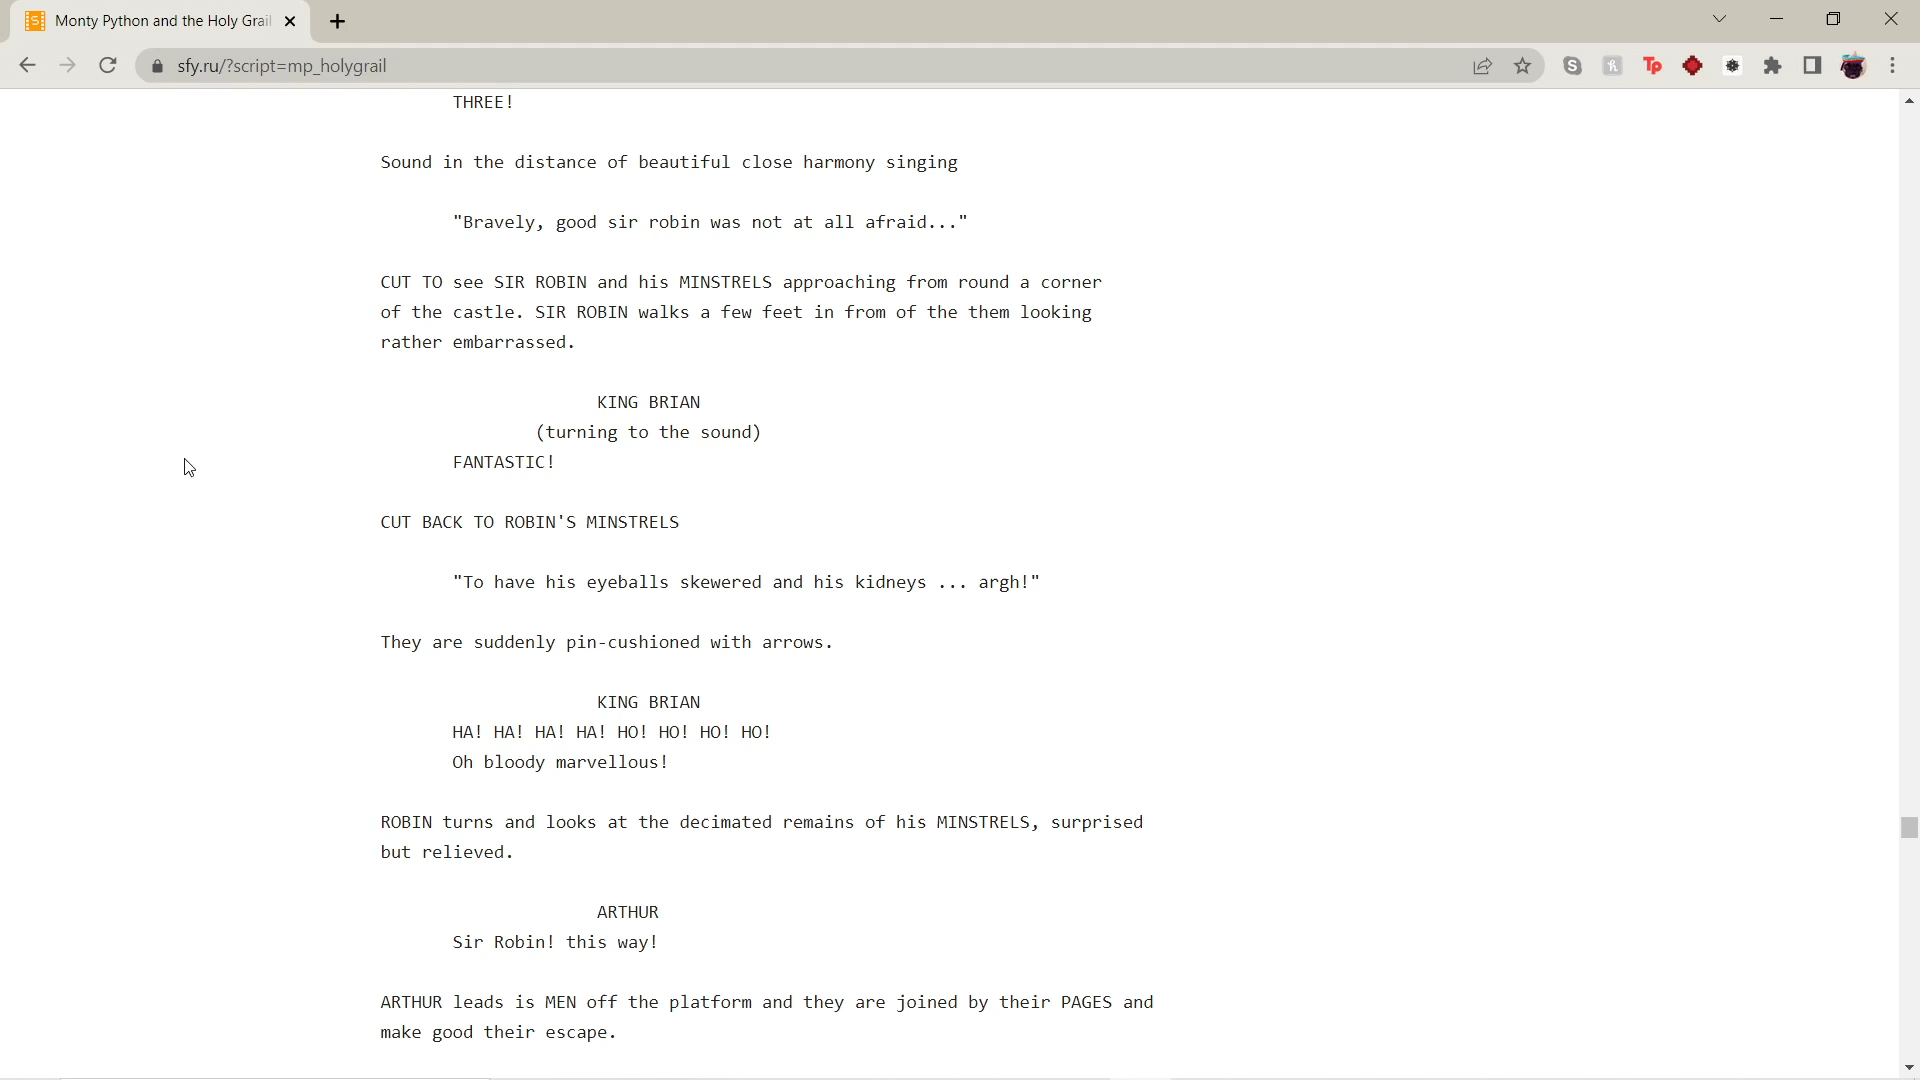 Monty Python and the Holy Grail
sfy.ru/?script=mp_holygrail
THREE!
Sound in the distance of beautiful close harmony singing
"Bravely, good sir robin was not at all afraid..."
CUT TO see SIR ROBIN and his MINSTRELS approaching from round a corner
of the castle. SIR ROBIN walks a few feet in from of the them looking
rather embarrassed.
KING BRIAN
(turning to the sound)
FANTASTIC!
CUT BACK TO ROBIN'S MINSTRELS
"To have his eyeballs skewered and his kidneys ... argh!"
They are suddenly pin-cushioned with arrows.
KING BRIAN
HA! HA! HA! HA! HO! HO! HO! HO!
Oh bloody marvellous!
ROBIN turns and looks at the decimated remains of his MINSTRELS, surprised
but relieved.
ARTHUR
Sir Robin! this way!
ARTHUR leads is MEN off the platform and they are joined by their PAGES and
make good their escape.